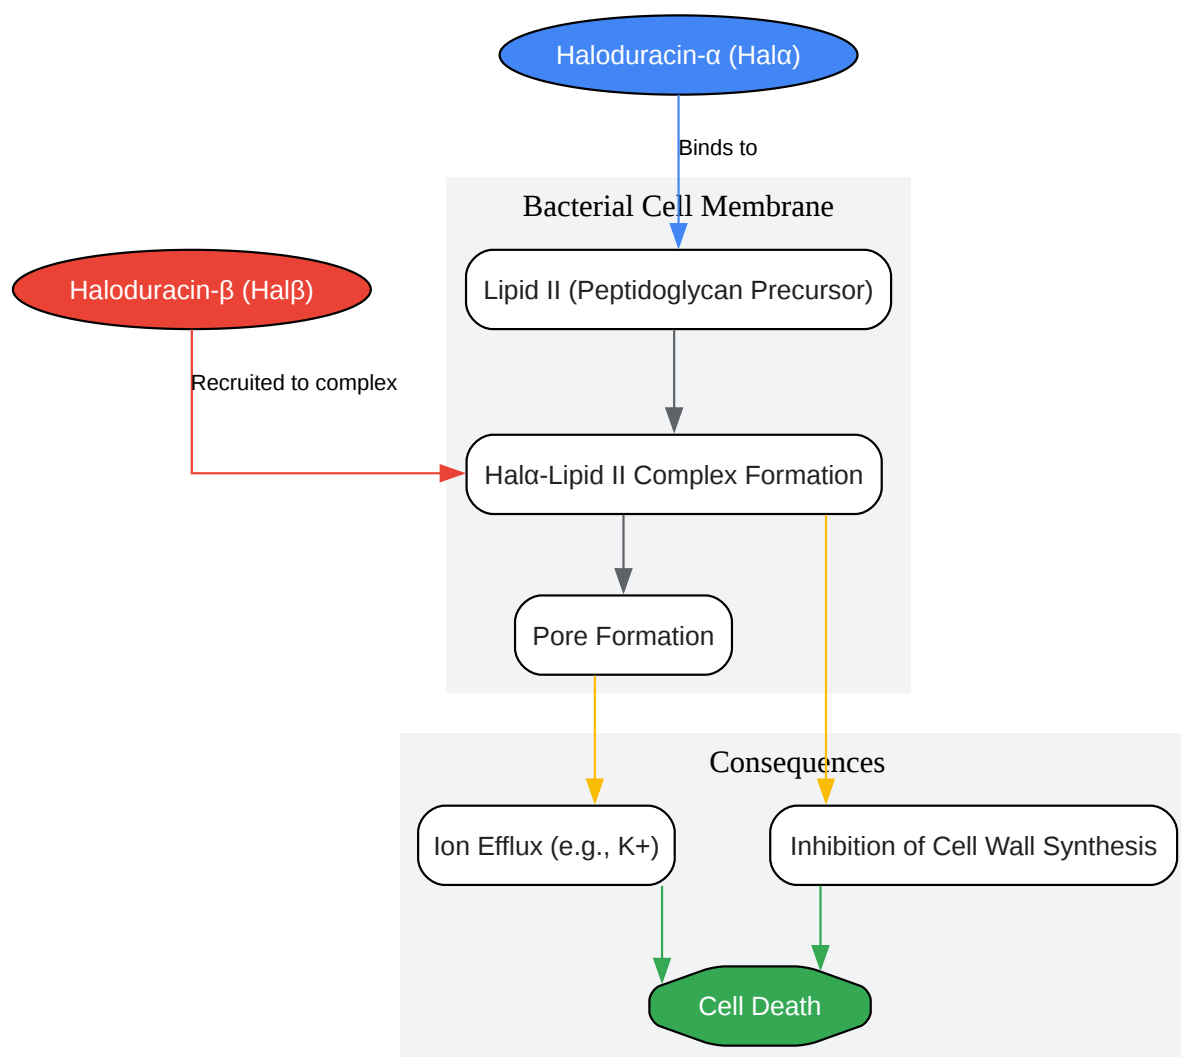 Haloduracin-α (Halα)
Binds to
Bacterial Cell Membrane
Haloduracin-β (Halβ)
Lipid II (Peptidoglycan Precursor)
Recruited to complex
Halα-Lipid II Complex Formation
Pore Formation
Consequences
Ion Efflux (e.g., K+)
Inhibition of Cell Wall Synthesis
Cell Death